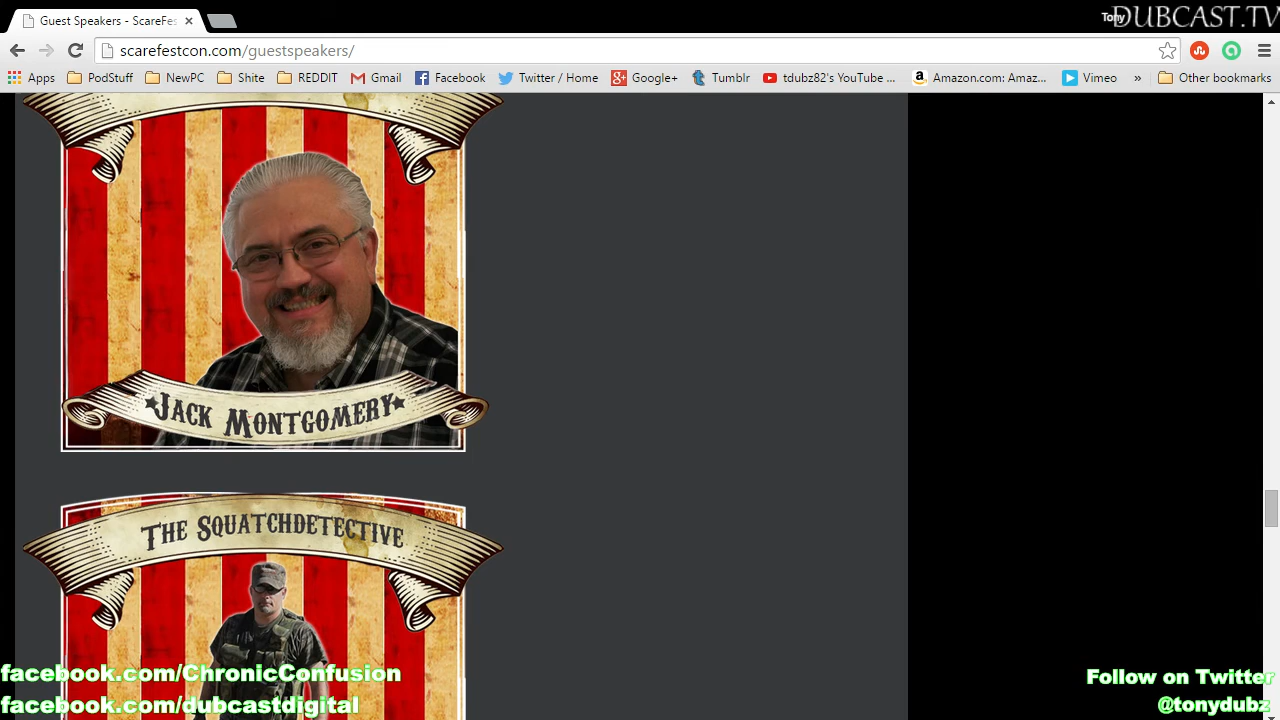 Guest Speakers - ScareFes
Tony
DUBCAST.TV
scarefestcon.com/guestspeakers/
Apps PodStuff NewPC Shite REDDIT Gmail Facebook Twitter / Home Google+ Tumblr tdubz82's YouTube ... Amazon.com: Amaz... Vimeo » Other bookmarks
Jack Montgomery
The Squatchdetective
facebook.com/ChronicConfusion
facebook.com/dubcastdigital
Follow on Twitter
@tonydubz